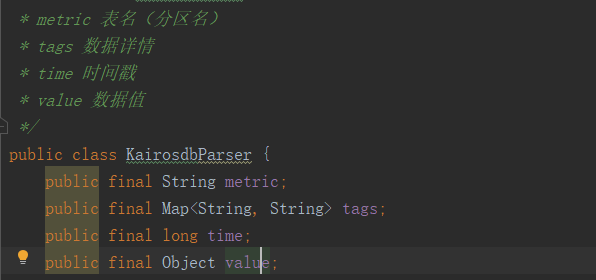 * metric 表名（分区名）
* tags 数据详情
* time 时间戳
* value 数据值
*/
public class KairosdbParser {
public final String metric;
public final Map<String, String> tags;
public final long time;
public final Object value;